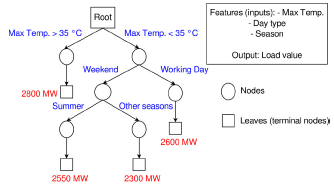 Root
Features (inputs): - Max Temp.
- Day type
- Season
Output: Load value
Max Temp. > 35 °C
Max Temp. < 35 °C
Weekend
Working Day
2800 MW
Summer
Other seasons
2600 MW
2550 MW
2300 MW
Nodes
Leaves (terminal nodes)